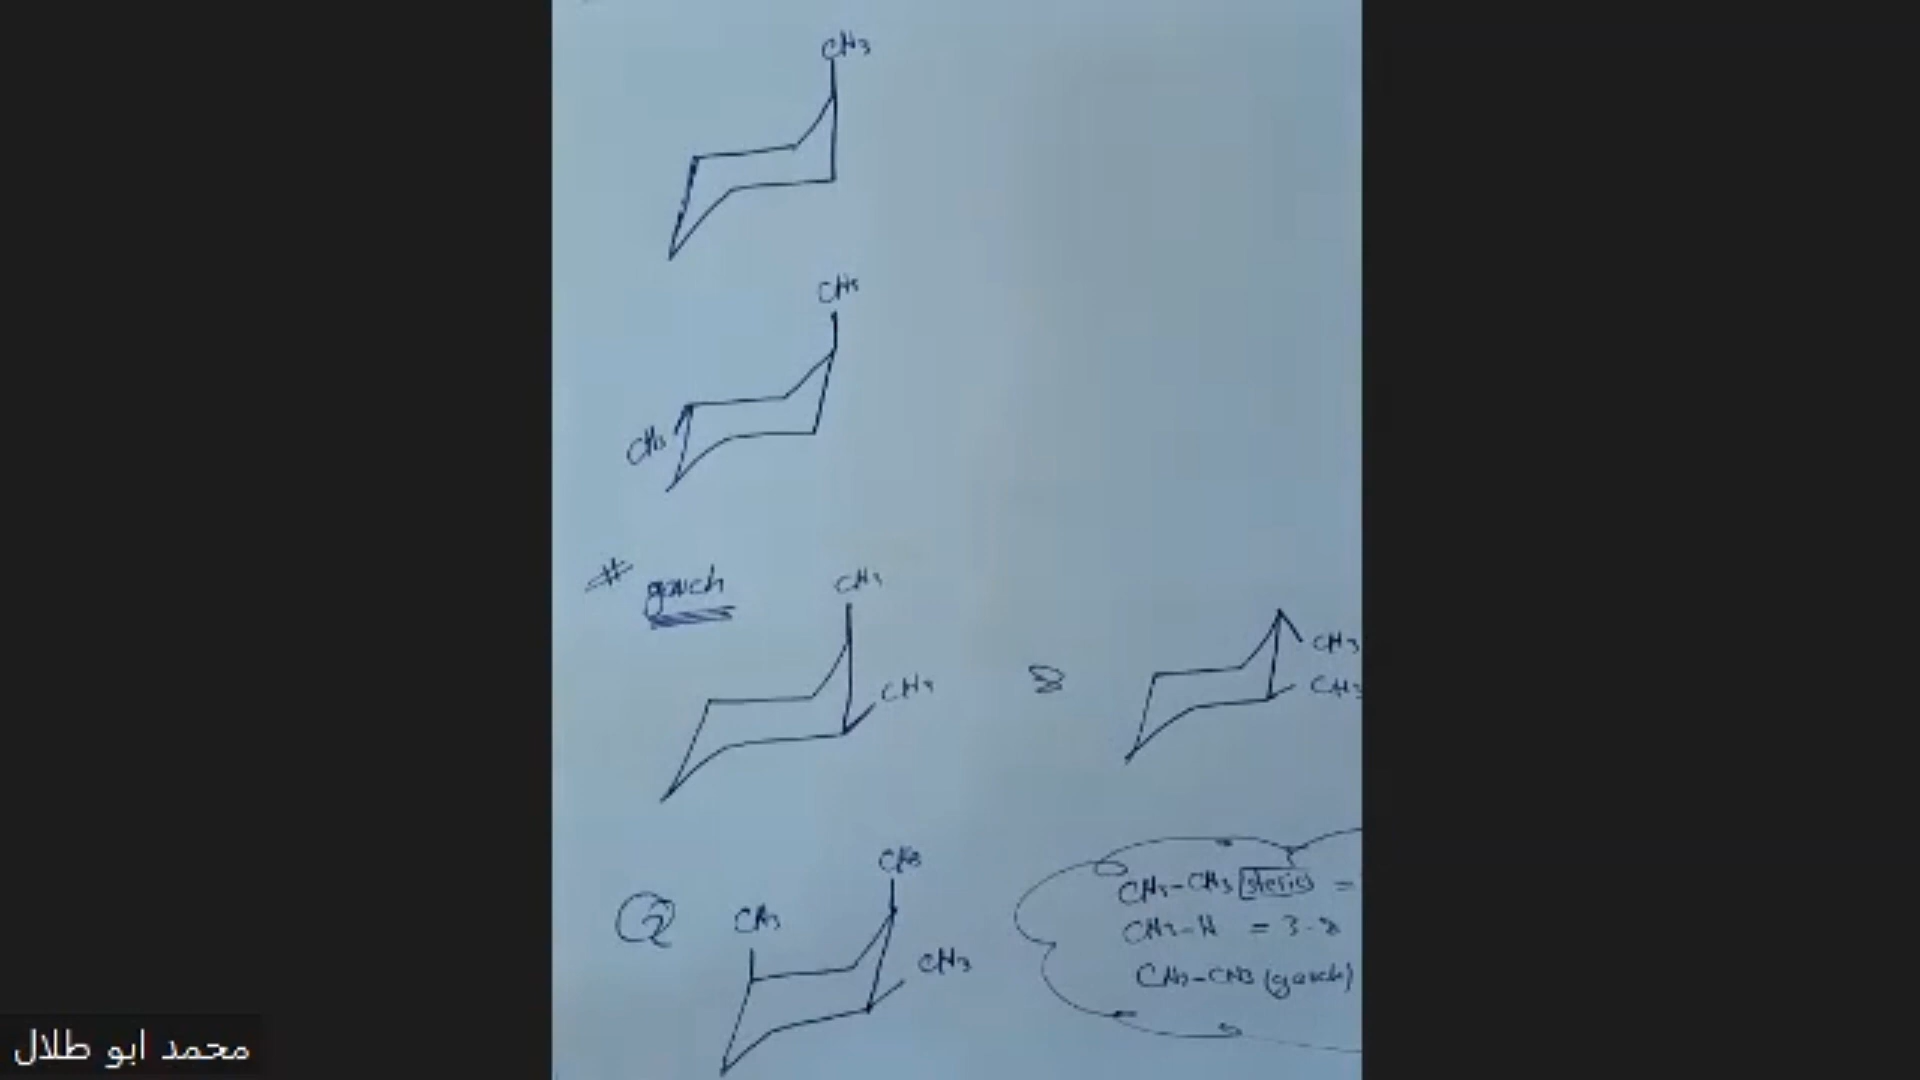 CH3
CH3
CH3
# gauch
CH3
CH3
CH3
CH3
Q
CH3
CH3
CH3
CH3-CH3 steric =
CH3-H = 3.8
CH3-CH3 (gauch)
محمد ابو طلال